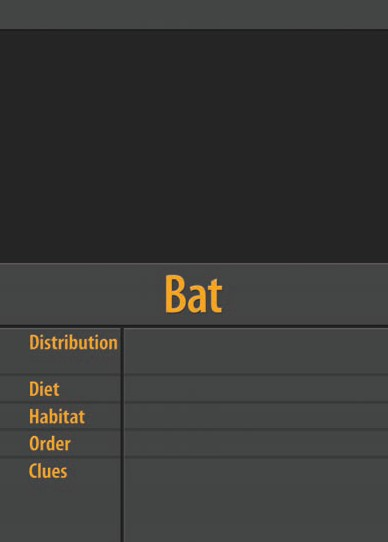 Bat
Distribution
Diet
Habitat
Order
Clues